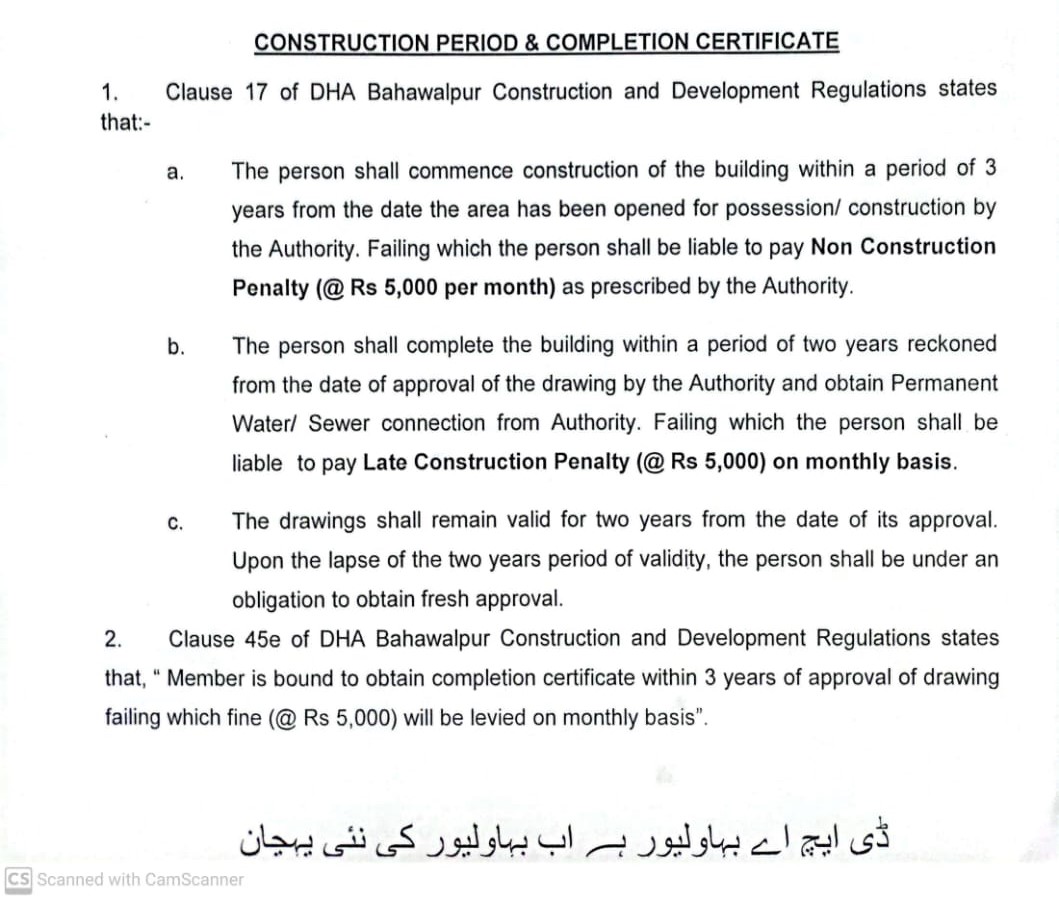 CONSTRUCTION PERIOD & COMPLETION CERTIFICATE
1. Clause 17 of DHA Bahawalpur Construction and Development Regulations states
that:-
a. The person shall commence construction of the building within a period of 3
years from the date the area has been opened for possession/ construction by
the Authority. Failing which the person shall be liable to pay Non Construction
Penalty (@ Rs 5,000 per month) as prescribed by the Authority.
b. The person shall complete the building within a period of two years reckoned
from the date of approval of the drawing by the Authority and obtain Permanent
Water/ Sewer connection from Authority. Failing which the person shall be
liable to pay Late Construction Penalty (@ Rs 5,000) on monthly basis.
c. The drawings shall remain valid for two years from the date of its approval.
Upon the lapse of the two years period of validity, the person shall be under an
obligation to obtain fresh approval.
2. Clause 45e of DHA Bahawalpur Construction and Development Regulations states
that, “ Member is bound to obtain completion certificate within 3 years of approval of drawing
failing which fine (@ Rs 5,000) will be levied on monthly basis”.
ڈی ایچ اے بہاولپور ہے اب بہاولپور کی نئی پہچان
CS Scanned with CamScanner